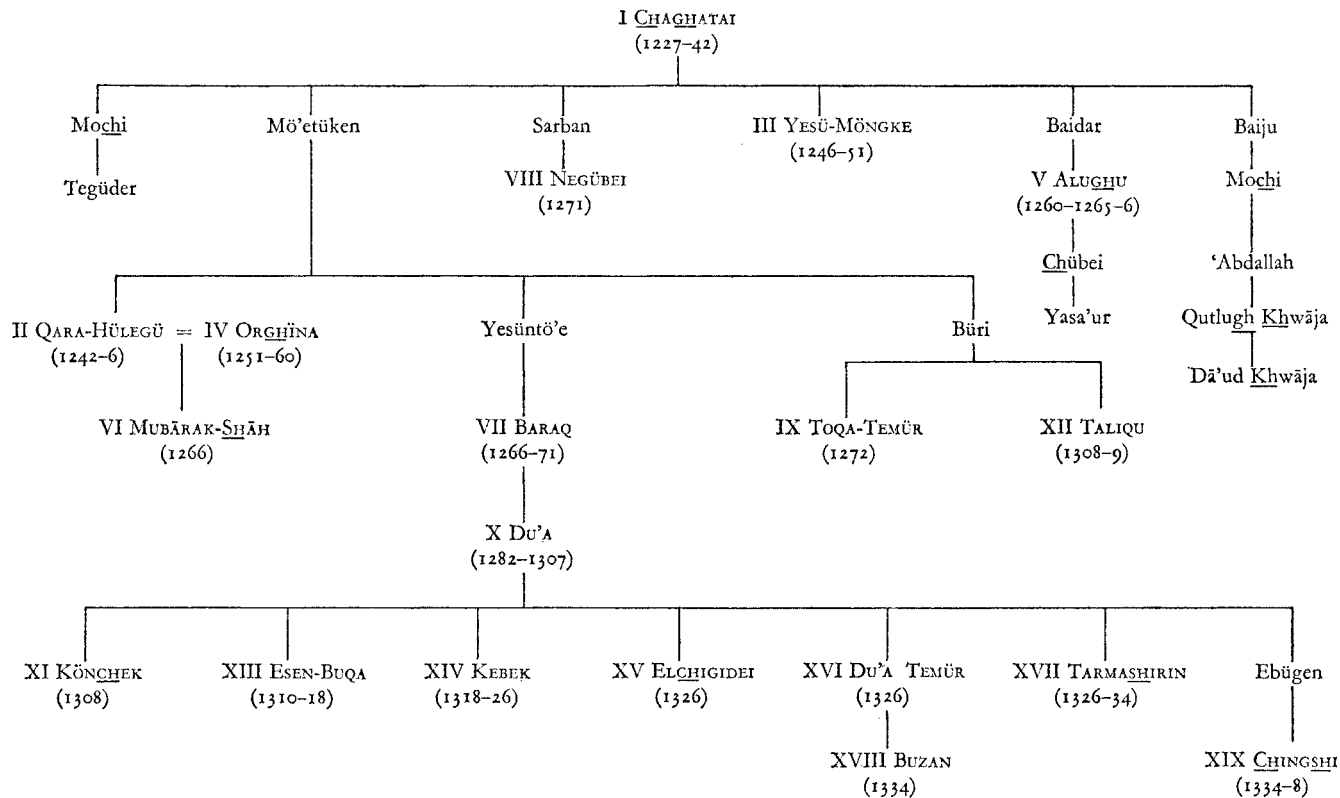 I CHAGHATAI
(1227–42)
Mochi
Mö'etüken
Sarban
III YESÜ-MÖNGKE
(1246–51)
Baidar
Baiju
Tegüder
VIII NEGÜBEI
(1271)
V ALUGHU
(1260–1265–6)
Mochi
Chübei
'Abdallah
II QARA-HÜLEGÜ = IV ORGHÏNA
(1242–6) (1251–60)
Yesüntö'e
Büri
Yasa'ur
Qutlugh Khwāja
Dā'ud Khwāja
VI MUBĀRAK-SHĀH
(1266)
VII BARAQ
(1266–71)
IX TOQA-TEMÜR
(1272)
XII TALIQU
(1308–9)
X DU'A
(1282–1307)
XI KÖNCHEK
(1308)
XIII ESEN-BUQA
(1310–18)
XIV KEBEK
(1318–26)
XV ELCHIGIDEI
(1326)
XVI DU'A TEMÜR
(1326)
XVII TARMASHIRIN
(1326–34)
Ebügen
XVIII BUZAN
(1334)
XIX CHINGSHI
(1334–8)